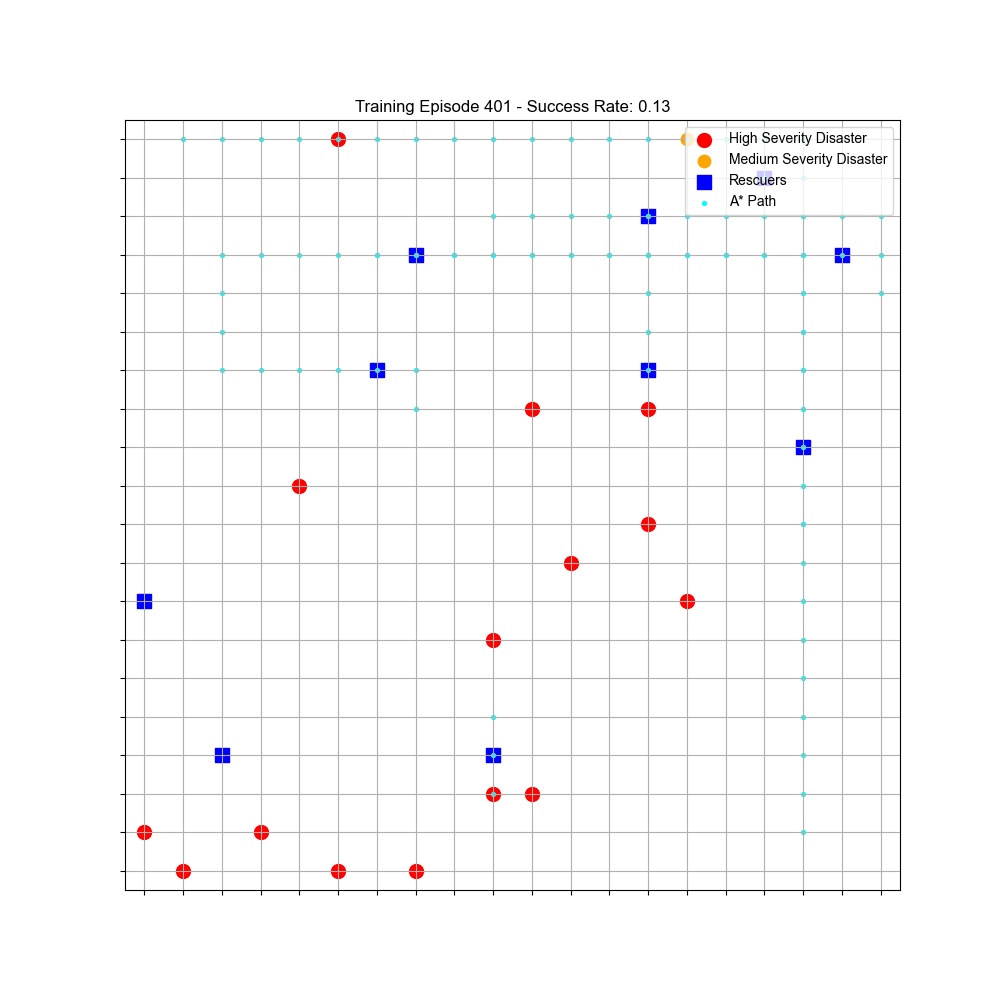 Training Episode 401 - Success Rate: 0.13
High Severity Disaster
Medium Severity Disaster
Rescuers
A* Path